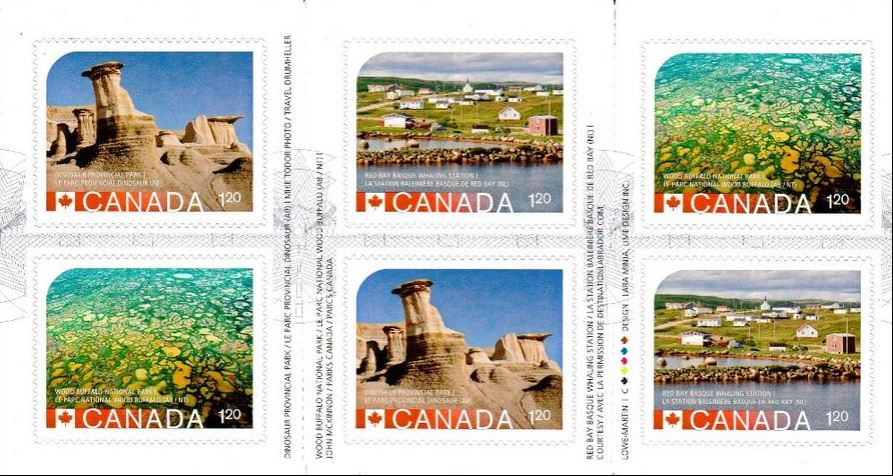 DINOSAUR PROVINCIAL PARK |
LE PARC PROVINCIAL DINOSAUR (AB)
CANADA 1.20
RED BAY BASQUE WHALING STATION |
LA STATION BALEINIÈRE BASQUE DE RED BAY (NL)
CANADA 1.20
WOOD BUFFALO NATIONAL PARK |
LE PARC NATIONAL WOOD BUFFALO (AB / NT)
CANADA 1.20
WOOD BUFFALO NATIONAL PARK |
LE PARC NATIONAL WOOD BUFFALO (AB / NT)
CANADA 1.20
DINOSAUR PROVINCIAL PARK |
LE PARC PROVINCIAL DINOSAUR (AB)
CANADA 1.20
RED BAY BASQUE WHALING STATION |
LA STATION BALEINIÈRE BASQUE DE RED BAY (NL)
CANADA 1.20
DINOSAUR PROVINCIAL PARK / LE PARC PROVINCIAL DINOSAUR (AB) | MIKE TODOR PHOTO / TRAVEL DRUMHELLER
WOOD BUFFALO NATIONAL PARK / LE PARC NATIONAL WOOD BUFFALO (AB / NT) |
JOHN MCKINNON / PARKS CANADA / PARCS CANADA
RED BAY BASQUE WHALING STATION / LA STATION BALEINIÈRE BASQUE DE RED BAY (NL) |
COURTESY / AVEC LA PERMISSION DE DESTINATIONLABRADOR.COM
LOWE-MARTIN | C DESIGN | LARA MINJA, LIME DESIGN INC.